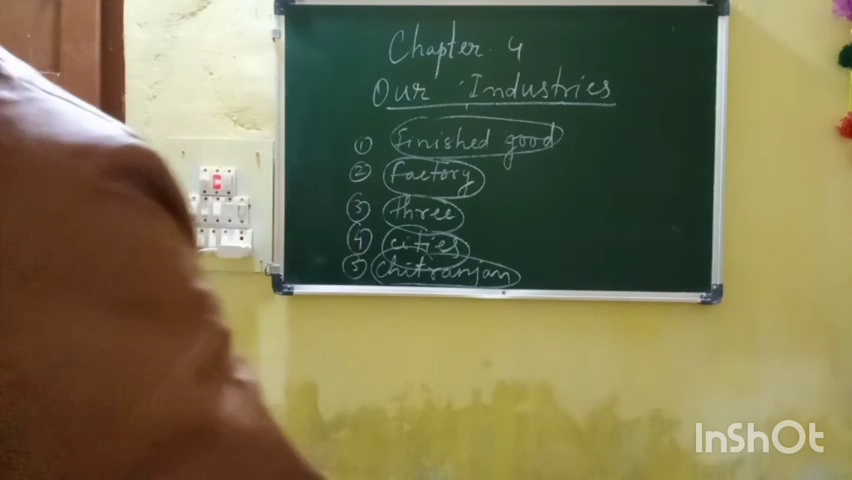 Chapter 4
Our Industries
① Finished good
② factory
③ three
④ cities
⑤ chitranjan
InShOt